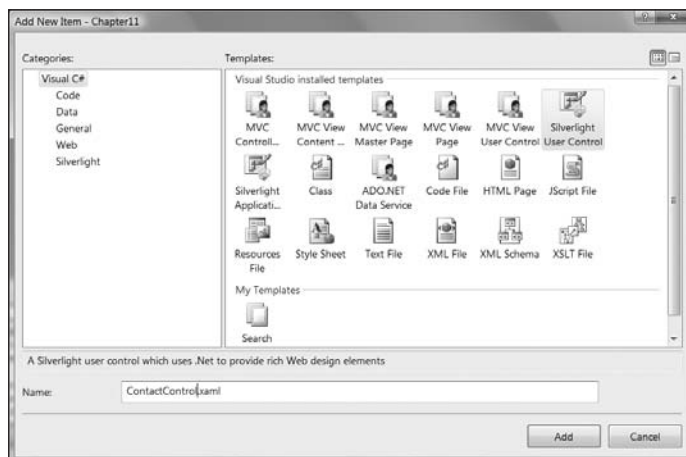 Add New Item - Chapter11
Categories:
Templates:
Visual C#
Code
Data
General
Web
Silverlight
Visual Studio installed templates
MVC Controll...
MVC View Content ...
MVC View Master Page
MVC View Page
MVC View User Control
Silverlight User Control
Silverlight Applicati...
Class
ADO.NET Data Service
Code File
HTML Page
JScript File
Resources File
Style Sheet
Text File
XML File
XML Schema
XSLT File
My Templates
Search
A Silverlight user control which uses .Net to provide rich Web design elements
Name:
ContactControl.xaml
Add
Cancel